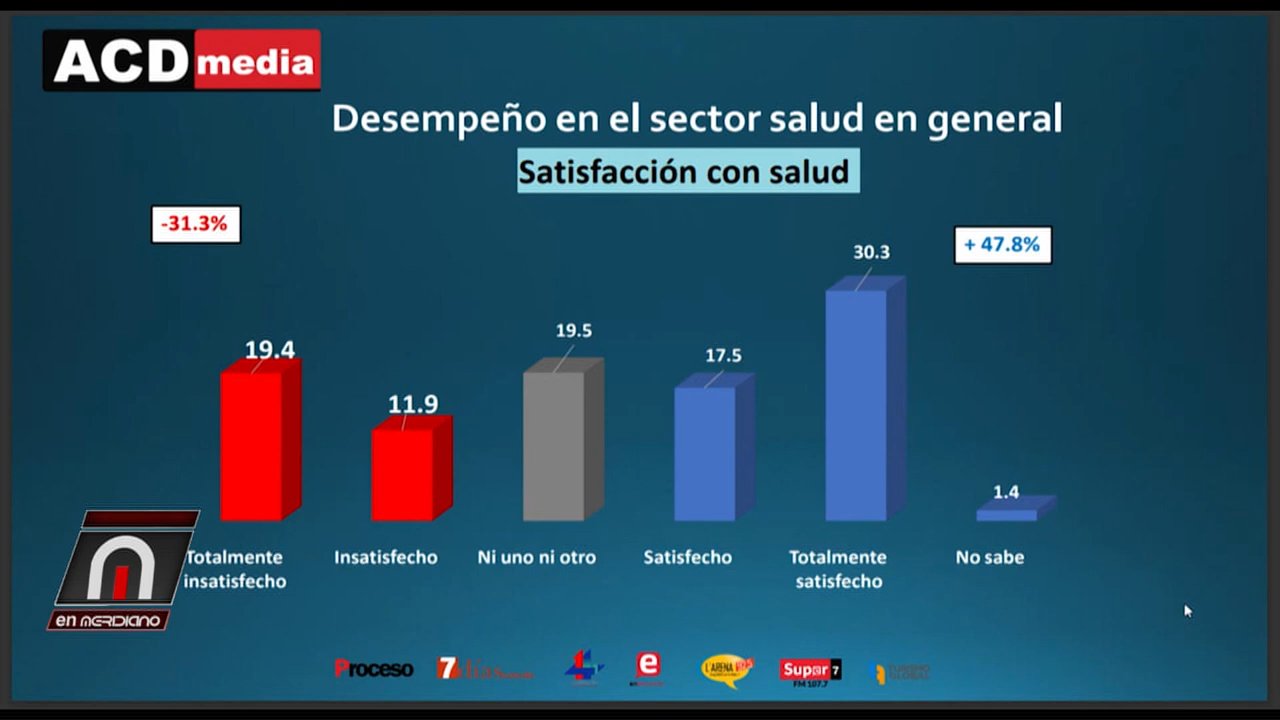 ACD media
Desempeño en el sector salud en general
Satisfacción con salud
-31.3%
+ 47.8%
19.4
11.9
19.5
17.5
30.3
1.4
Totalmente
insatisfecho
Insatisfecho
Ni uno ni otro
Satisfecho
Totalmente
satisfecho
No sabe
en MERIDIANO
Proceso
7
e
L'ARENA
Super 7
FM 107.7